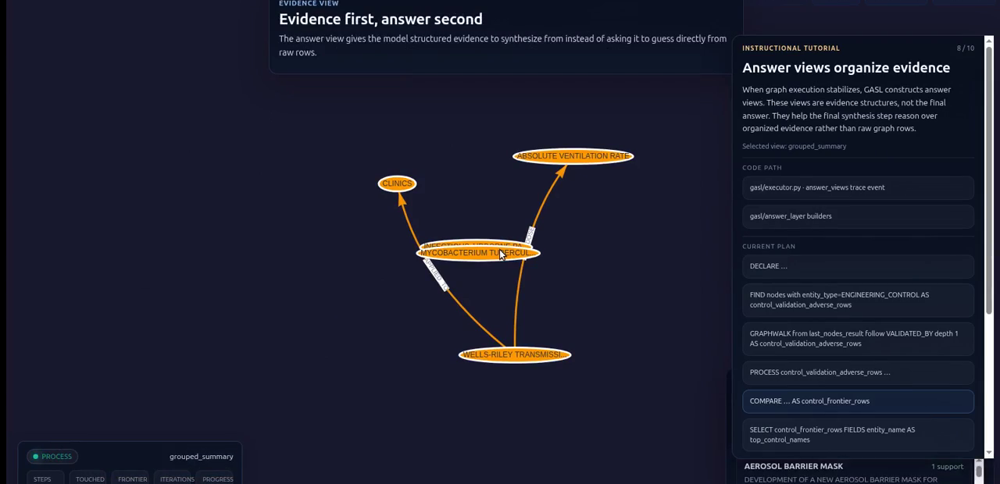 EVIDENCE VIEW
Evidence first, answer second
The answer view gives the model structured evidence to synthesize from instead of asking it to guess directly from
raw rows.
ABSOLUTE VENTILATION RATE
CLINICS
DOSE
MYCOBACTERIUM TUBERCUL...
APPLIED_TO
WELLS-RILEY TRANSMISSI...
PROCESS
grouped_summary
STEPS
TOUCHED
FRONTIER
ITERATIONS
PROGRESS
INSTRUCTIONAL TUTORIAL
8 / 10
Answer views organize evidence
When graph execution stabilizes, GASL constructs answer
views. These views are evidence structures, not the final
answer. They help the final synthesis step reason over
organized evidence rather than raw graph rows.
Selected view: grouped_summary
CODE PATH
gasl/executor.py · answer_views trace event
gasl/answer_layer builders
CURRENT PLAN
DECLARE ...
FIND nodes with entity_type=ENGINEERING_CONTROL AS
control_validation_adverse_rows
GRAPHWALK from last_nodes_result follow VALIDATED_BY depth 1
AS control_validation_adverse_rows
PROCESS control_validation_adverse_rows ...
COMPARE ... AS control_frontier_rows
SELECT control_frontier_rows FIELDS entity_name AS
top_control_names
AEROSOL BARRIER MASK
1 support
DEVELOPMENT OF A NEW AEROSOL BARRIER MASK FOR